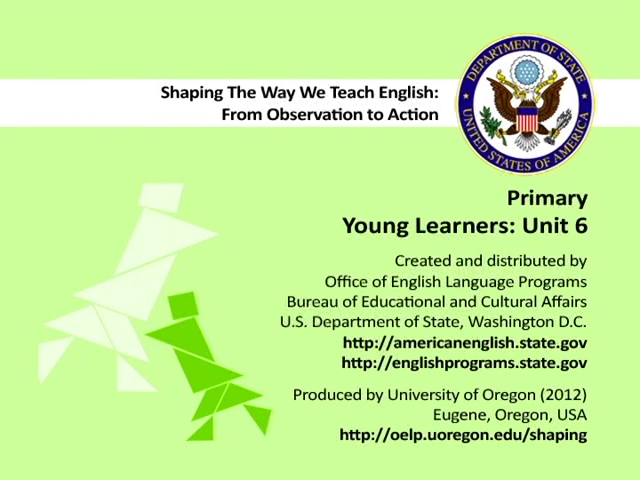 Shaping The Way We Teach English:
From Observation to Action
DEPARTMENT OF STATE
UNITED STATES OF AMERICA
Primary
Young Learners: Unit 6
Created and distributed by
Office of English Language Programs
Bureau of Educational and Cultural Affairs
U.S. Department of State, Washington D.C.
http://americanenglish.state.gov
http://englishprograms.state.gov
Produced by University of Oregon (2012)
Eugene, Oregon, USA
http://oelp.uoregon.edu/shaping